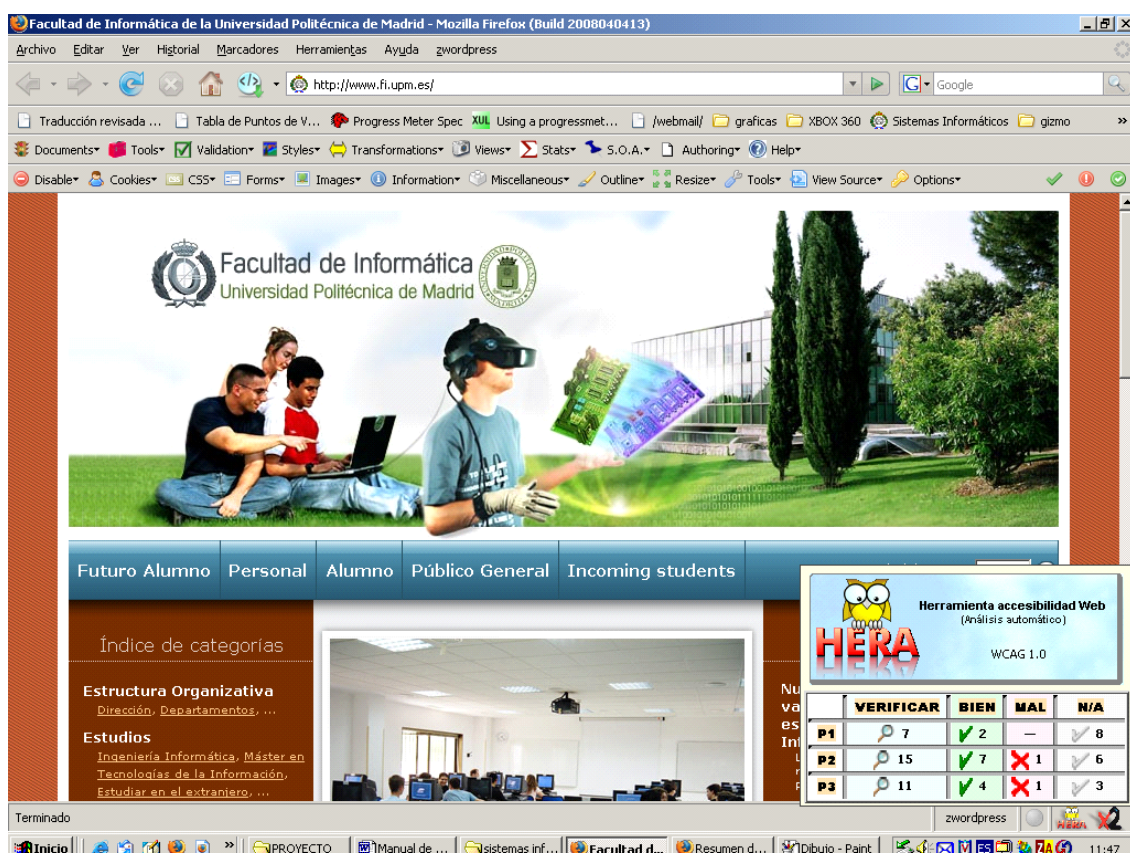 Facultad de Informática de la Universidad Politécnica de Madrid - Mozilla Firefox (Build 2008040413)
Archivo Editar Ver Historial Marcadores Herramientas Ayuda zwordpress
http://www.fi.upm.es/ Google
Traducción revisada ... Tabla de Puntos de V... Progress Meter Spec XUL Using a progressmet... /webmail/ graficas XBOX 360 Sistemas Informáticos gizmo »
Documents Tools Validation Styles Transformations Views Stats S.O.A. Authoring Help
Disable Cookies CSS Forms Images Information Miscellaneous Outline Resize Tools View Source Options
Facultad de Informática
Universidad Politécnica de Madrid
Futuro Alumno Personal Alumno Público General Incoming students
Índice de categorías
Estructura Organizativa
Dirección, Departamentos, ...
Estudios
Ingeniería Informática, Máster en
Tecnologías de la Información,
Estudiar en el extranjero, ...
HERA
Herramienta accesibilidad Web
(Análisis automático)
WCAG 1.0
VERIFICAR BIEN MAL N/A
P1 7 2 — 8
P2 15 7 1 6
P3 11 4 1 3
Terminado zwordpress
Inicio » PROYECTO Manual de ... sistemas inf... Facultad d... Resumen d... Dibujo - Paint ES 11:47